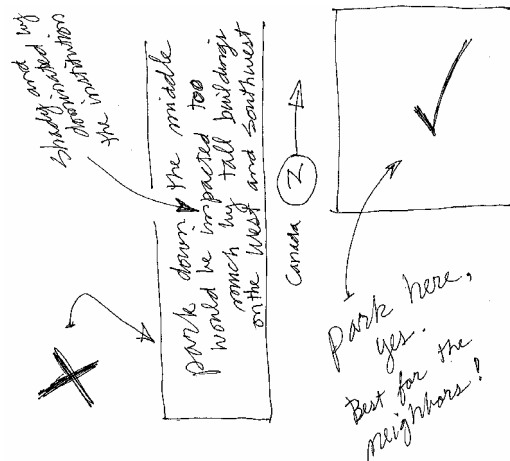 shady and
dominated by
the institution
park down the middle
would be impacted too
much by tall buildings
on the West and Southwest
Canada
N
park here,
yes.
Best for the
neighbors!